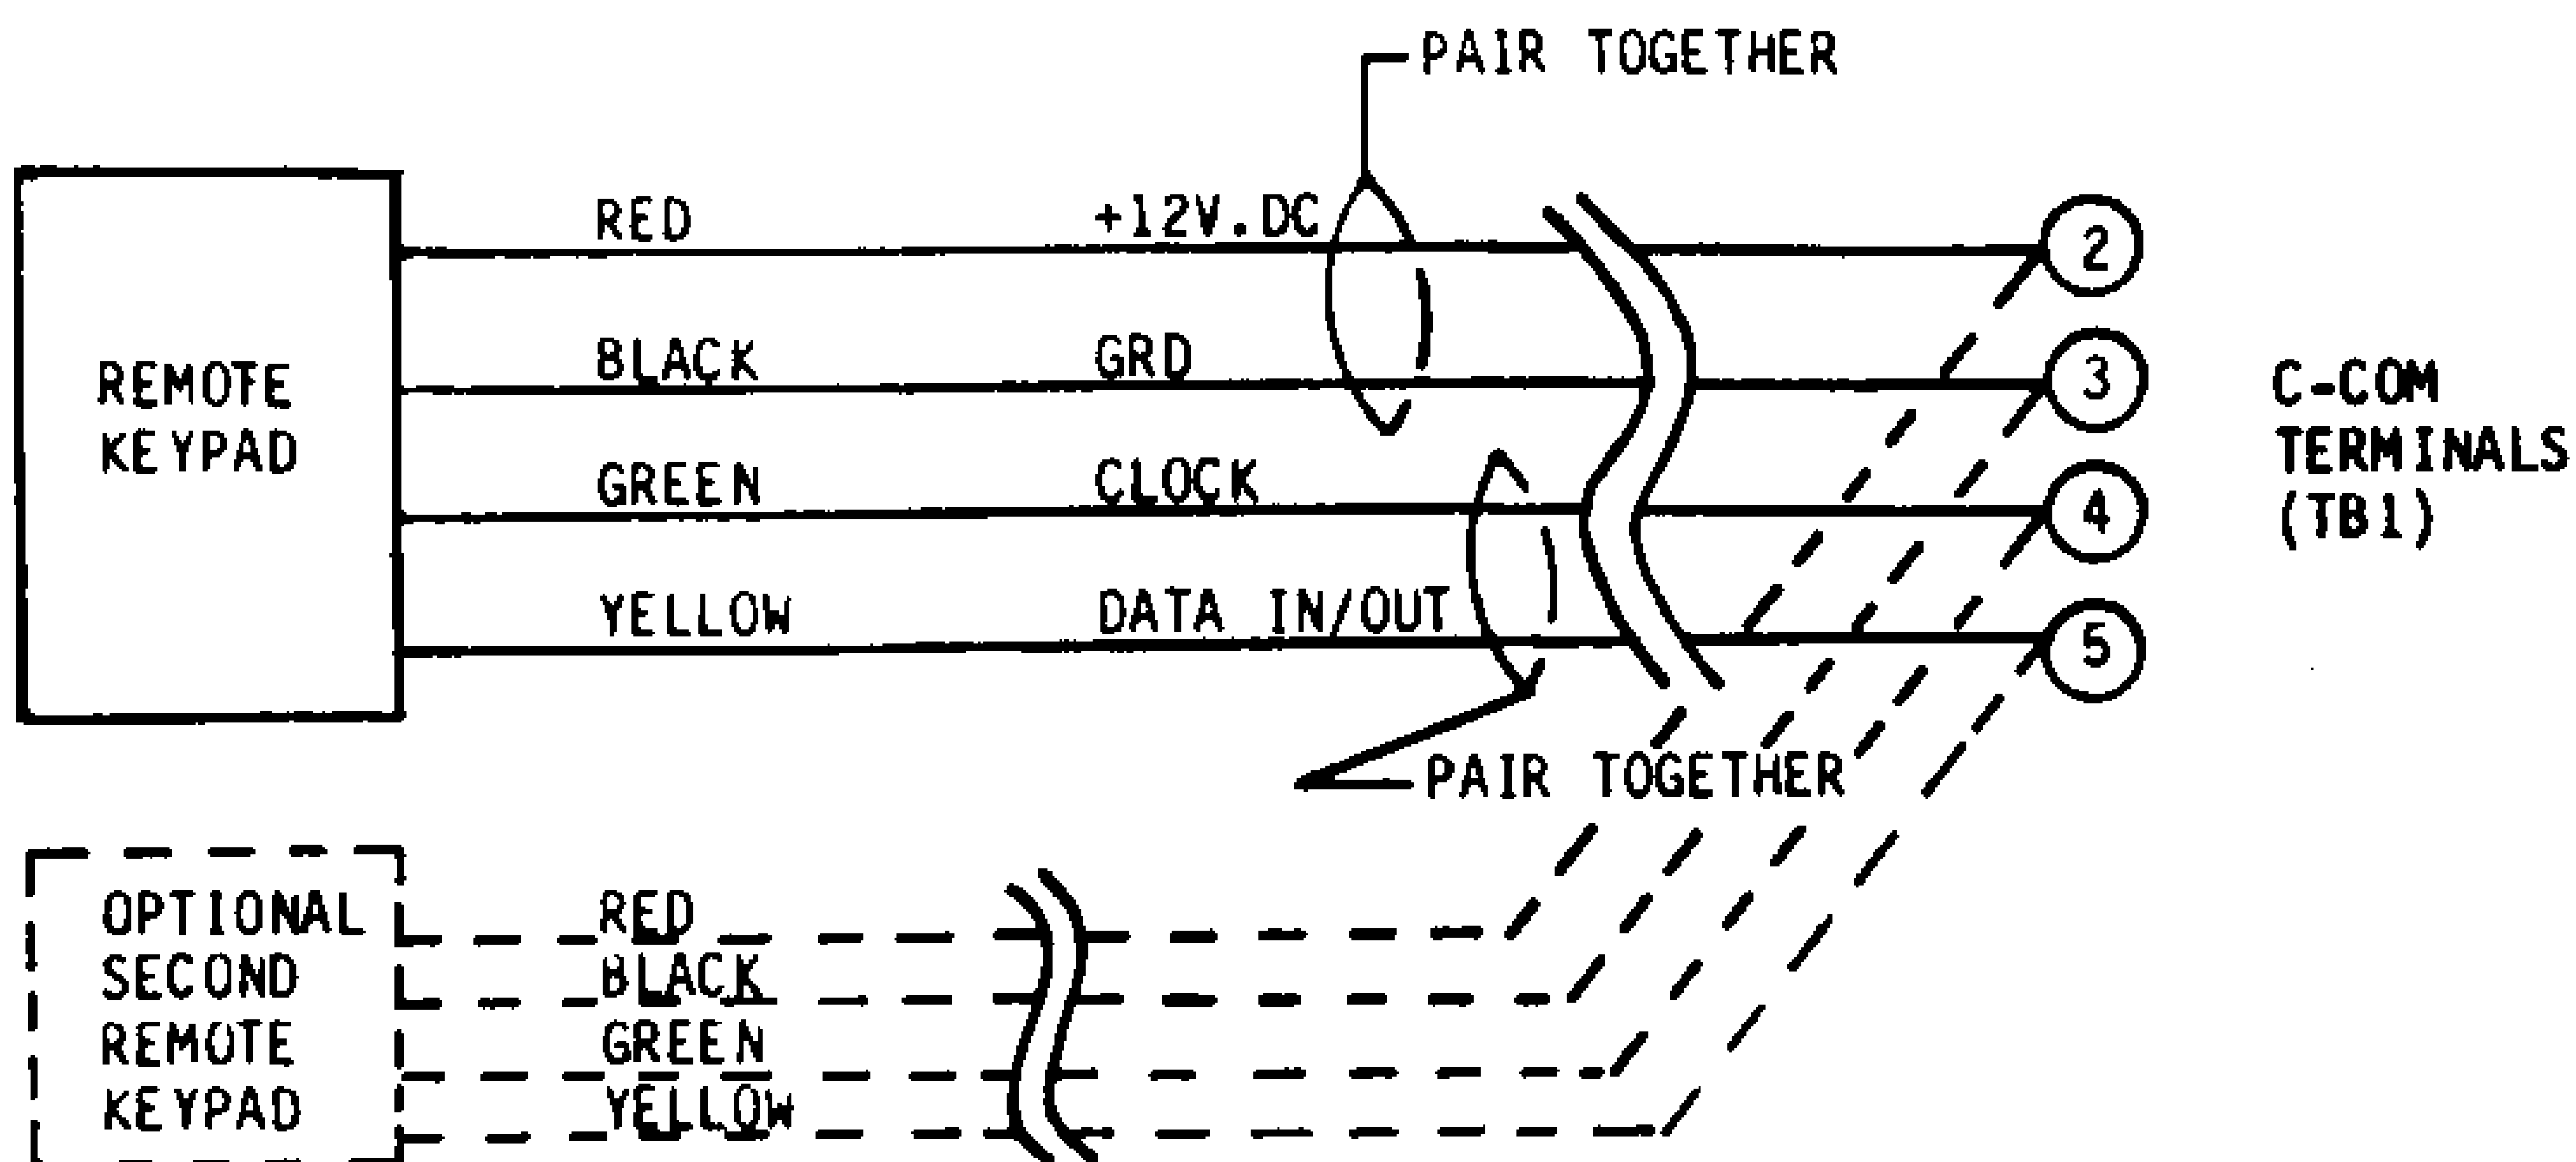 PAIR TOGETHER
RED +12V.DC 2
BLACK GRD 3
REMOTE
KEYPAD
C-COM
TERMINALS
(TB1)
GREEN CLOCK 4
YELLOW DATA IN/OUT 5
PAIR TOGETHER
OPTIONAL
SECOND
REMOTE
KEYPAD
RED
BLACK
GREEN
YELLOW